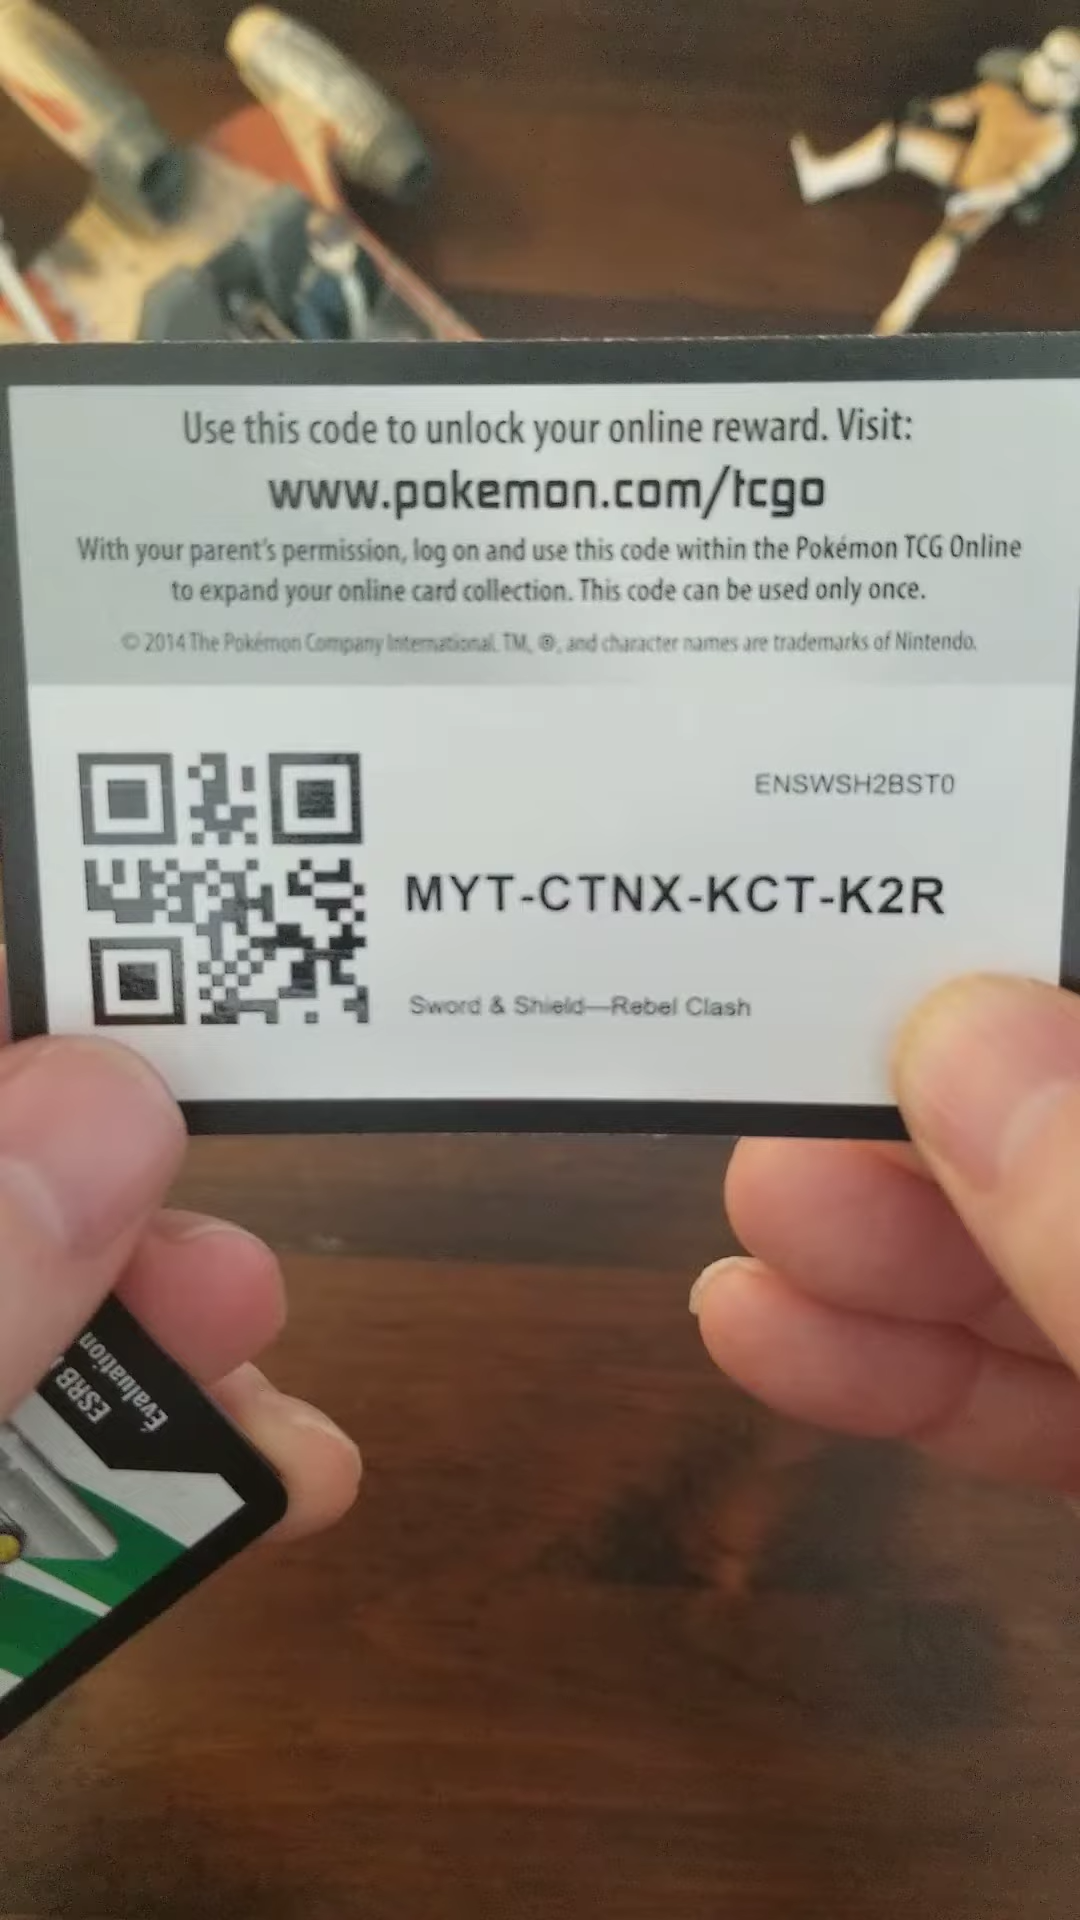 Use this code to unlock your online reward. Visit:
www.pokemon.com/tcgo
With your parent's permission, log on and use this code within the Pokémon TCG Online
to expand your online card collection. This code can be used only once.
© 2014 The Pokémon Company International. TM, ®, and character names are trademarks of Nintendo.
ENSWSH2BST0
MYT-CTNX-KCT-K2R
Sword & Shield—Rebel Clash
ESRB
Évaluation